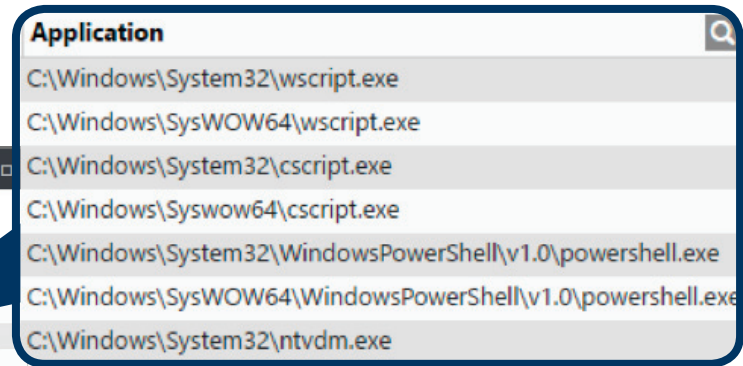 Application
C:\Windows\System32\wscript.exe
C:\Windows\SysWOW64\wscript.exe
C:\Windows\System32\cscript.exe
C:\Windows\Syswow64\cscript.exe
C:\Windows\System32\WindowsPowerShell\v1.0\powershell.exe
C:\Windows\SysWOW64\WindowsPowerShell\v1.0\powershell.exe
C:\Windows\System32\ntvdm.exe